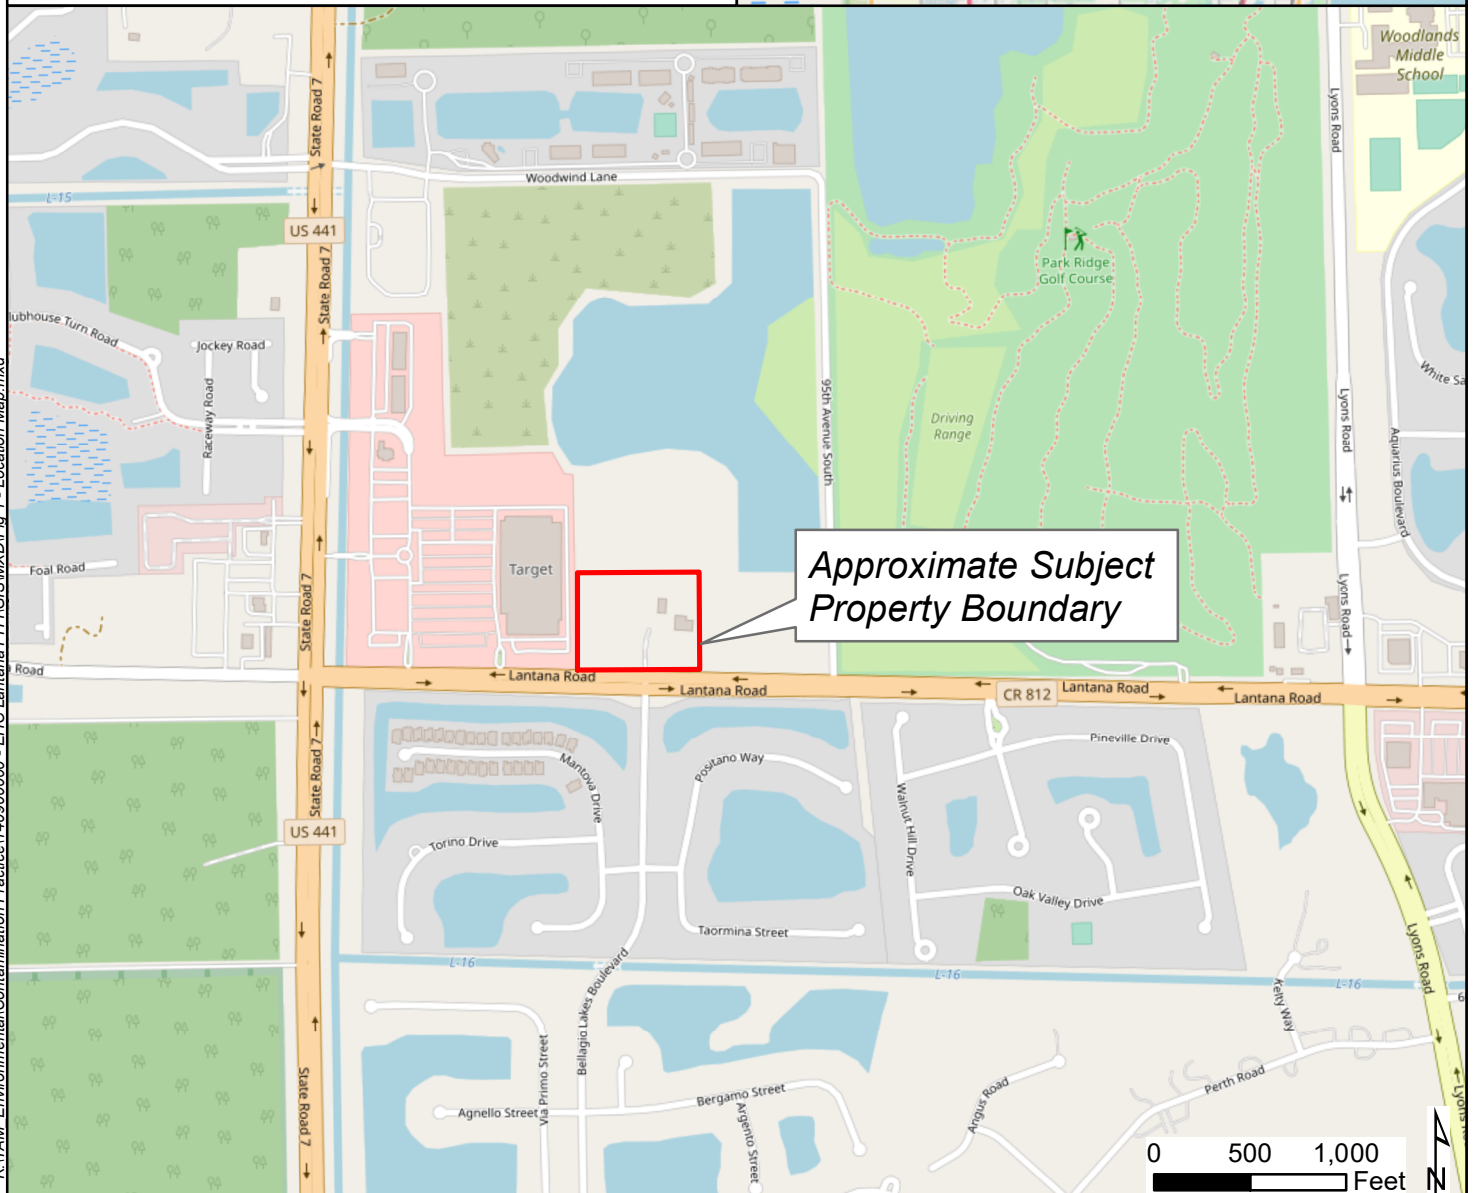 Woodlands
Middle
School
State Road 7
Lyons Road
Woodwind Lane
L-15
US 441
State Road 7
Park Ridge
Golf Course
lubhouse Turn Road
Jockey Road
Raceway Road
95th Avenue South
Driving
Range
Lyons Road
Aquarius Boulevard
White Sa
Target
Foal Road
State Road 7
Approximate Subject
Property Boundary
Lyons Road
Road
Lantana Road
Lantana Road
CR 812
Lantana Road
Lantana Road
State Road 7
US 441
Mantova Drive
Positano Way
Pineville Drive
Walnut Hill Drive
Torino Drive
Oak Valley Drive
Taormina Street
L-16
L-16
L-16
Lyons Road
Bellagio Lakes Boulevard
Kelty Way
6
State Road 7
Via Primo Street
Agnello Street
Bergamo Street
Argento Street
Angus Road
Perth Road
Lyons
0 500 1,000
Feet
N